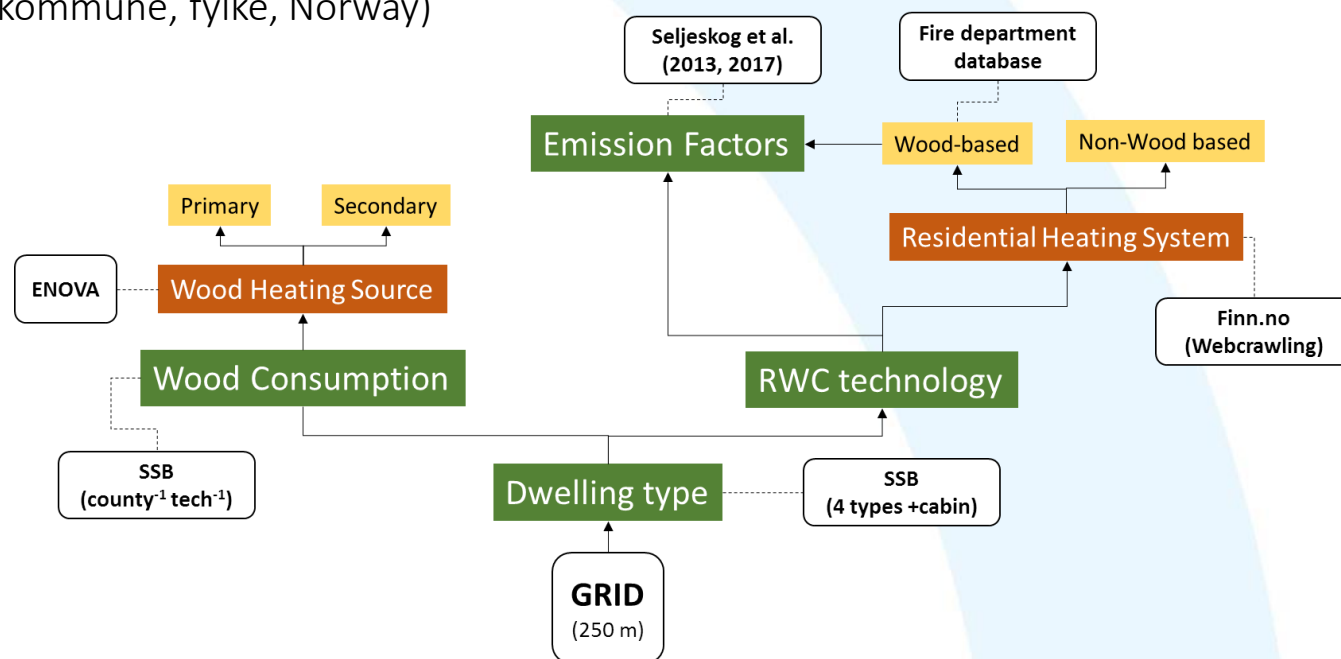 kommune, fylke, Norway)
Seljeskog et al.
(2013, 2017)
Fire department
database
Emission Factors
Wood-based
Non-Wood based
Primary
Secondary
Residential Heating System
ENOVA
Wood Heating Source
Finn.no
(Webcrawling)
Wood Consumption
RWC technology
SSB
(county⁻¹ tech⁻¹)
Dwelling type
SSB
(4 types +cabin)
GRID
(250 m)